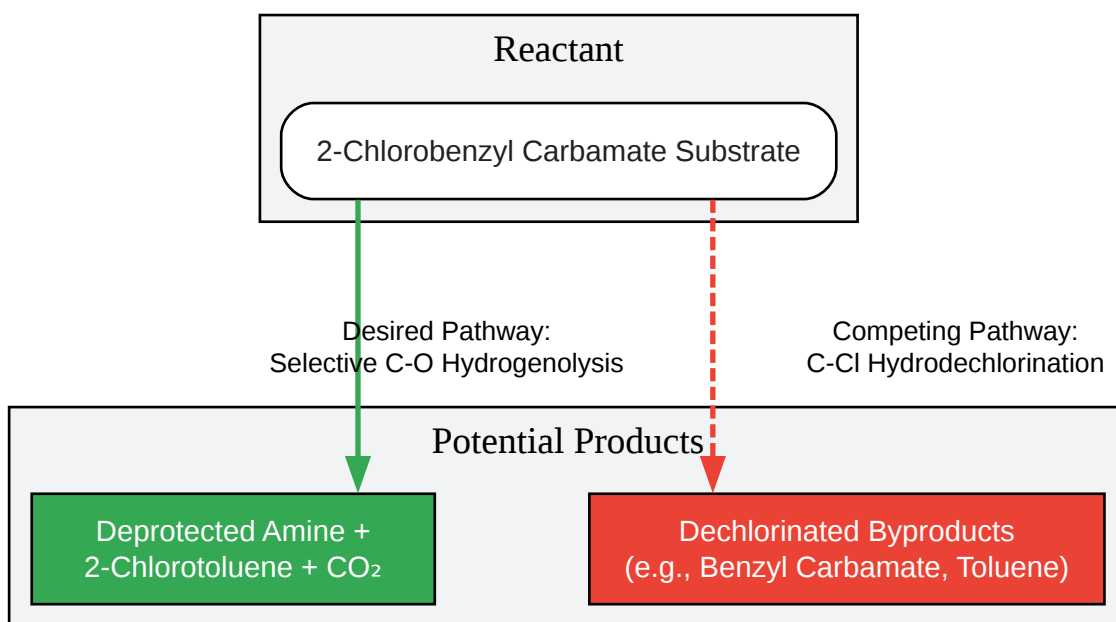 Reactant
2-Chlorobenzyl Carbamate Substrate
Desired Pathway:
Selective C-O Hydrogenolysis
Competing Pathway:
C-Cl Hydrodechlorination
Potential Products
Deprotected Amine +
2-Chlorotoluene + CO₂
Dechlorinated Byproducts
(e.g., Benzyl Carbamate, Toluene)